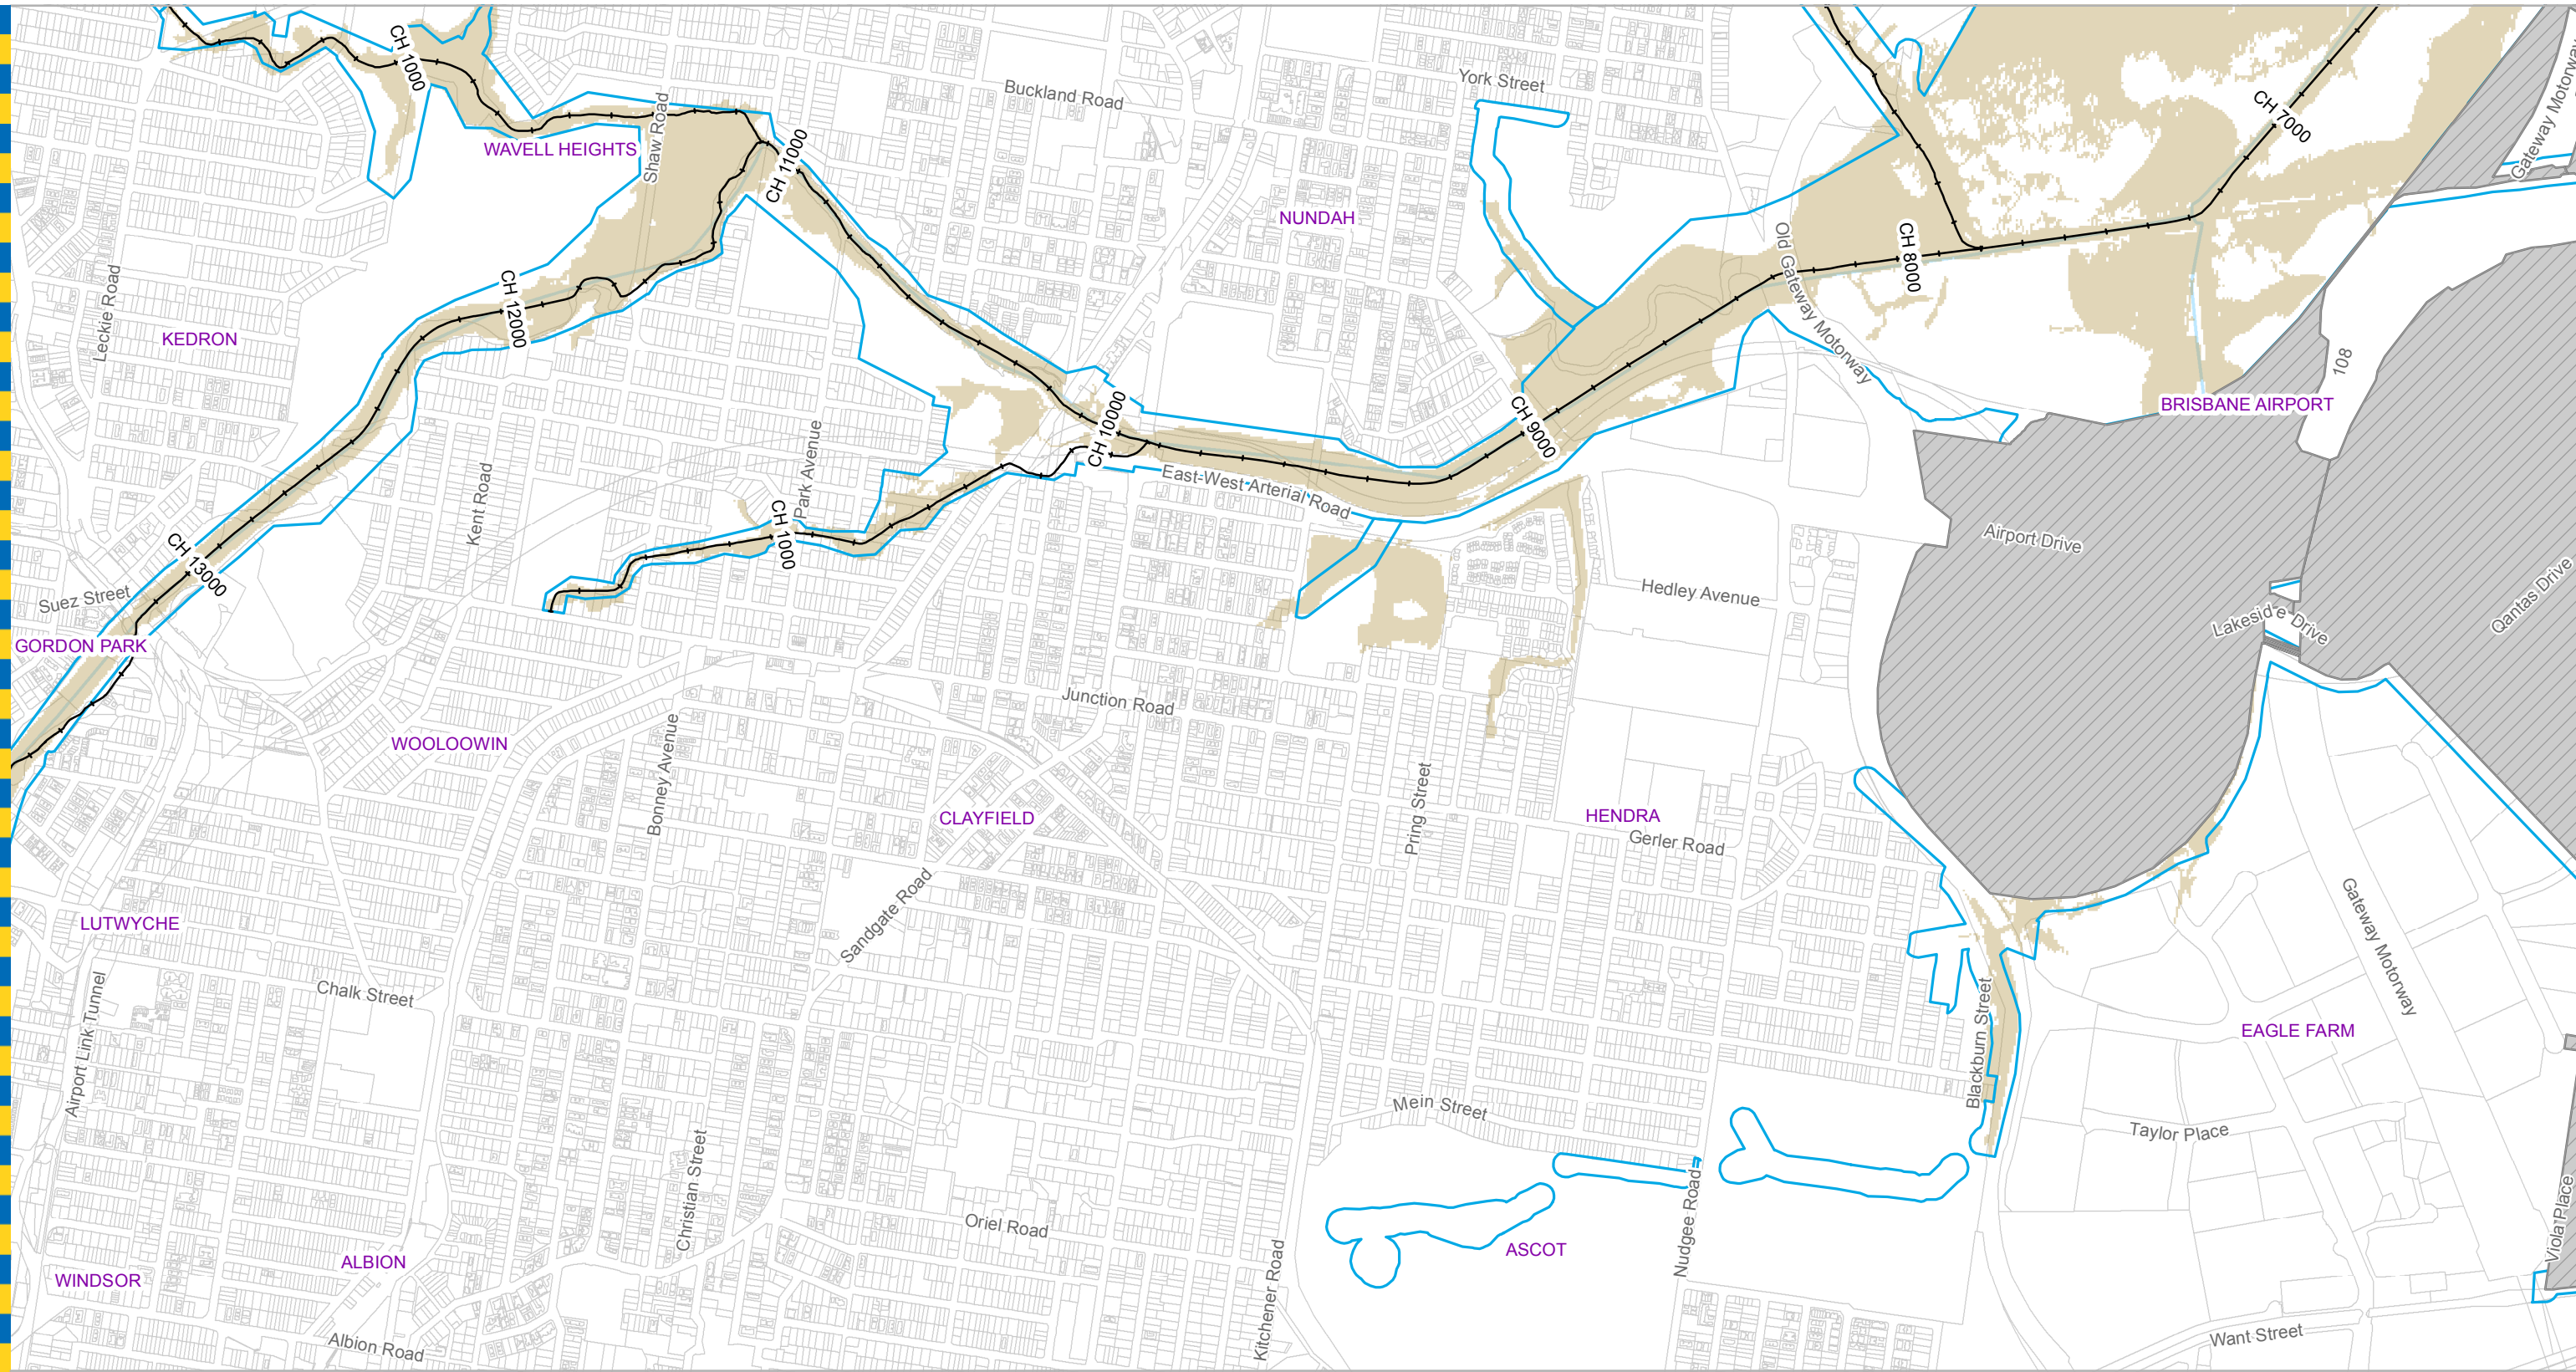 CH 1000
Buckland Road
York Street
CH 7000
Gateway Motorway
WAVELL HEIGHTS
Shaw Road
CH 11000
NUNDAH
Old Gateway Motorway
CH 8000
Leckie Road
KEDRON
CH 12000
108
BRISBANE AIRPORT
CH 10000
CH 9000
Park Avenue
Kent Road
East-West Arterial Road
CH 1000
Airport Drive
CH 13000
Suez Street
Hedley Avenue
Qantas Drive
Lakeside Drive
GORDON PARK
Junction Road
WOOLOOWIN
Bonney Avenue
CLAYFIELD
Pring Street
HENDRA
Gerler Road
Sandgate Road
LUTWYCHE
Gateway Motorway
Chalk Street
Airport Link Tunnel
Blackburn Street
EAGLE FARM
Mein Street
Taylor Place
Christian Street
Oriel Road
Nudgee Road
Viola Place
ASCOT
Kitchener Road
ALBION
WINDSOR
Albion Road
Want Street